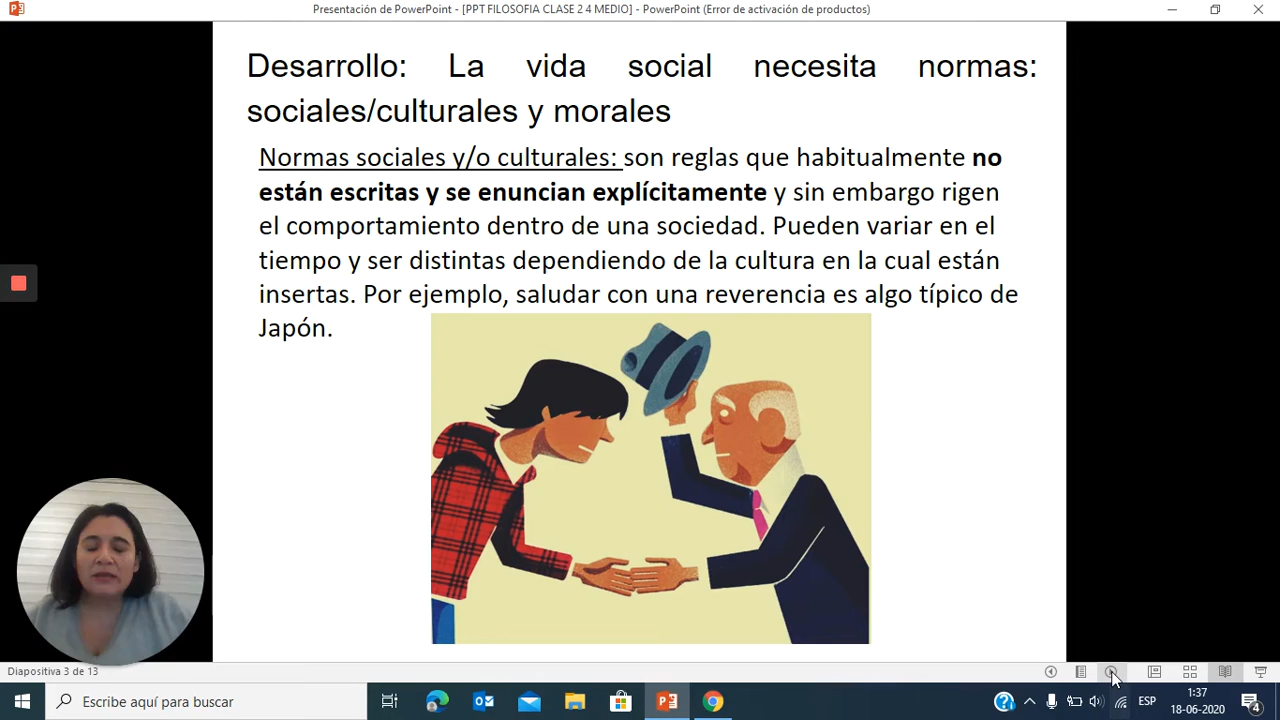 Presentación de PowerPoint - [PPT FILOSOFIA CLASE 2 4 MEDIO] - PowerPoint (Error de activación de productos)
Desarrollo: La vida social necesita normas:
sociales/culturales y morales
Normas sociales y/o culturales: son reglas que habitualmente no
están escritas y se enuncian explícitamente y sin embargo rigen
el comportamiento dentro de una sociedad. Pueden variar en el
tiempo y ser distintas dependiendo de la cultura en la cual están
insertas. Por ejemplo, saludar con una reverencia es algo típico de
Japón.
Diapositiva 3 de 13
Escribe aquí para buscar
ESP
1:37
18-06-2020
4